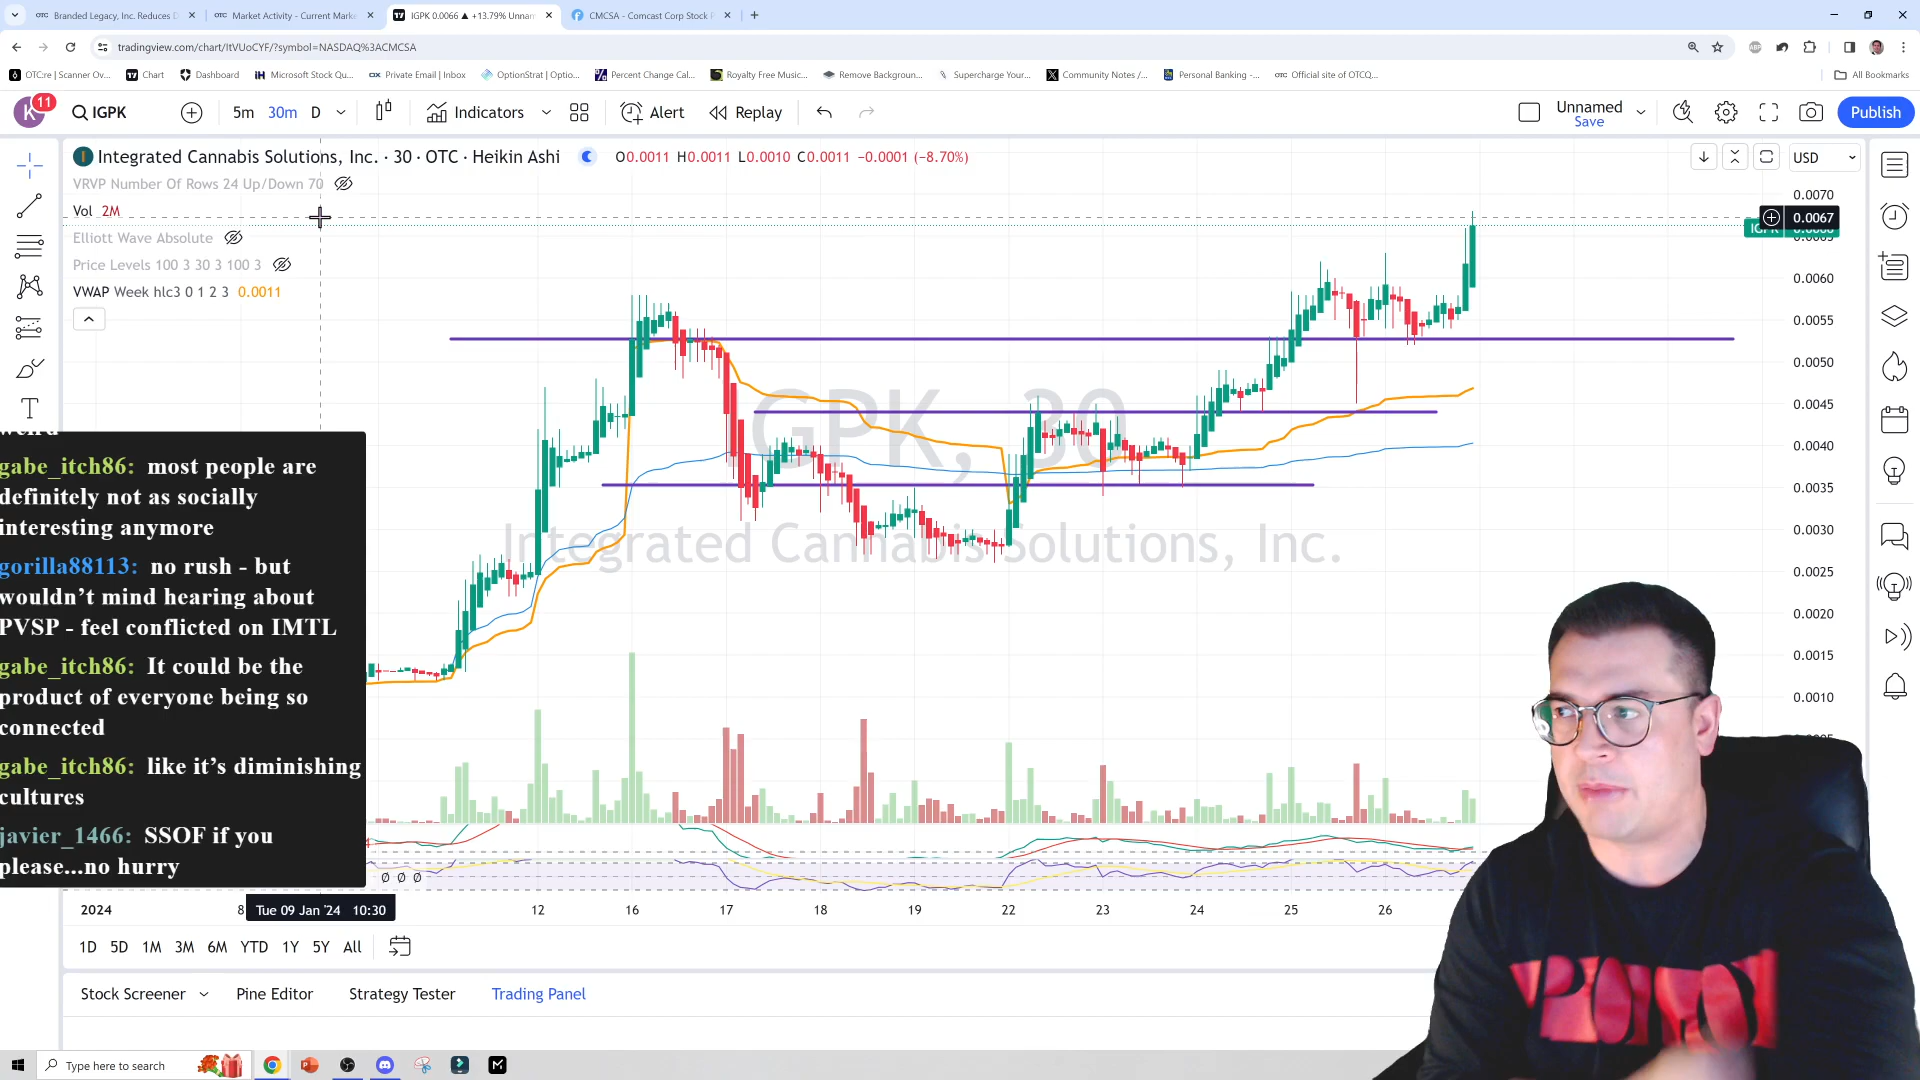 Branded Legacy, Inc. Reduces D
Market Activity - Current Marke
IGPK 0.0066 ▲ +13.79% Unnam
CMCSA - Comcast Corp Stock P
tradingview.com/chart/ItVUoCYF/?symbol=NASDAQ%3ACMCSA
OTC:re | Scanner Ov...
Chart
Dashboard
Microsoft Stock Qu...
Private Email | Inbox
OptionStrat | Optio...
Percent Change Cal...
Royalty Free Music...
Remove Backgroun...
Supercharge Your...
Community Notes /...
Personal Banking -...
Official site of OTCQ...
All Bookmarks
K 11
IGPK
5m 30m D
Indicators
Alert
Replay
Unnamed
Save
Publish
Integrated Cannabis Solutions, Inc. · 30 · OTC · Heikin Ashi
O0.0011 H0.0011 L0.0010 C0.0011 −0.0001 (−8.70%)
USD
VRVP Number Of Rows 24 Up/Down 70
Vol 2M
Elliott Wave Absolute
Price Levels 100 3 30 3 100 3
VWAP Week hlc3 0 1 2 3 0.0011
0.0070
0.0067
0.0060
0.0055
0.0050
0.0045
0.0040
0.0035
0.0030
0.0025
0.0020
0.0015
0.0010
IGPK, 30
Integrated Cannabis Solutions, Inc.
gabe_itch86: most people are
definitely not as socially
interesting anymore
gorilla88113: no rush - but
wouldn't mind hearing about
PVSP - feel conflicted on IMTL
gabe_itch86: It could be the
product of everyone being so
connected
gabe_itch86: like it's diminishing
cultures
javier_1466: SSOF if you
please...no hurry
2024 8 Tue 09 Jan '24 10:30 12 16 17 18 19 22 23 24 25 26
1D 5D 1M 3M 6M YTD 1Y 5Y All
Stock Screener
Pine Editor
Strategy Tester
Trading Panel
Type here to search